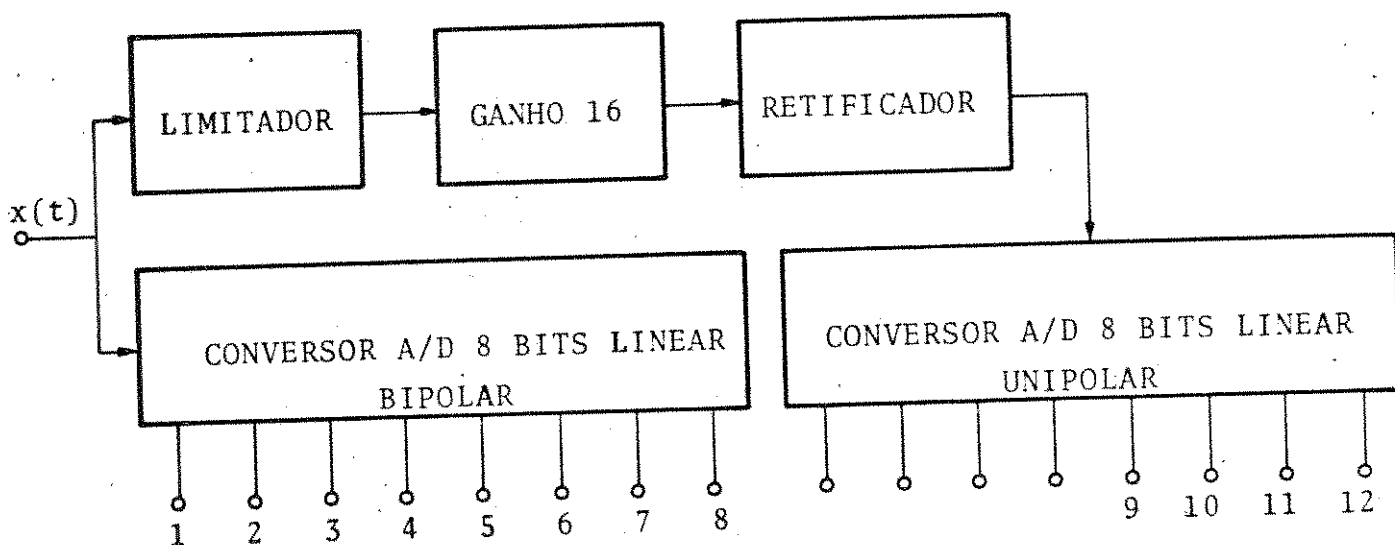 LIMITADOR
GANHO 16
RETIFICADOR
x(t)
CONVERSOR A/D 8 BITS LINEAR
BIPOLAR
CONVERSOR A/D 8 BITS LINEAR
UNIPOLAR
1 2 3 4 5 6 7 8
9 10 11 12